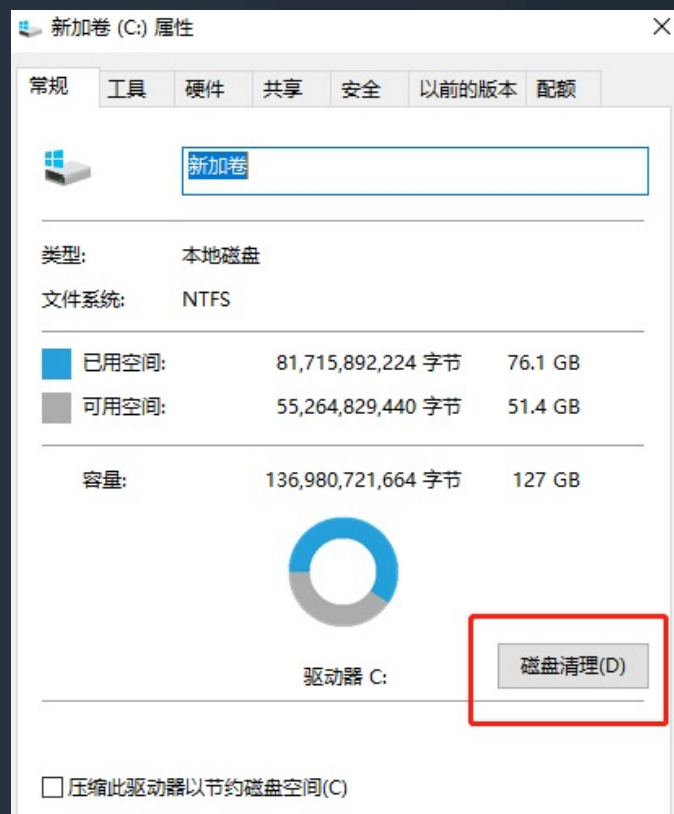 新加卷 (C:) 属性
常规 工具 硬件 共享 安全 以前的版本 配额
新加卷
类型: 本地磁盘
文件系统: NTFS
已用空间: 81,715,892,224 字节 76.1 GB
可用空间: 55,264,829,440 字节 51.4 GB
容量: 136,980,721,664 字节 127 GB
驱动器 C:
磁盘清理(D)
压缩此驱动器以节约磁盘空间(C)